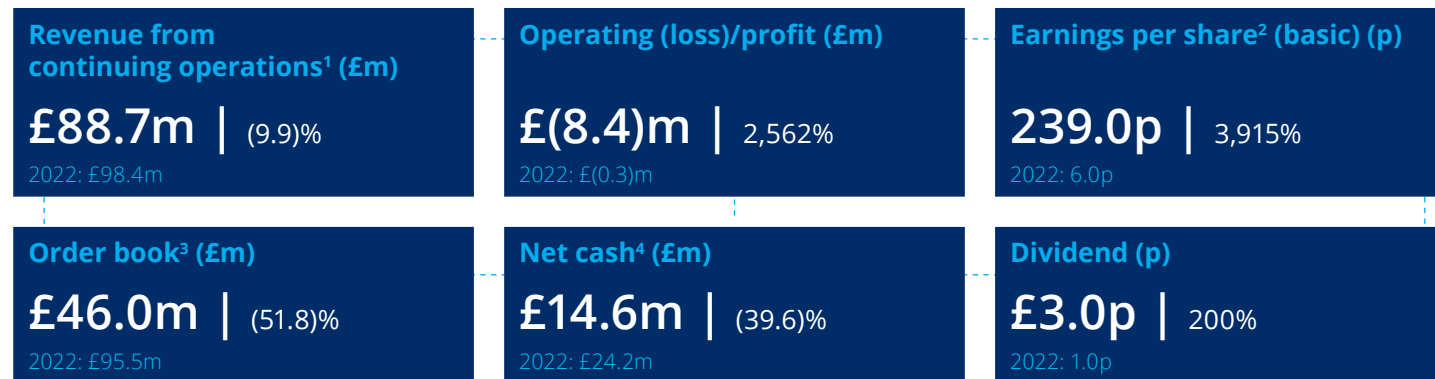 Revenue from
continuing operations¹ (£m)
£88.7m | (9.9)%
2022: £98.4m
Operating (loss)/profit (£m)
£(8.4)m | 2,562%
2022: £(0.3)m
Earnings per share² (basic) (p)
239.0p | 3,915%
2022: 6.0p
Order book³ (£m)
£46.0m | (51.8)%
2022: £95.5m
Net cash⁴ (£m)
£14.6m | (39.6)%
2022: £24.2m
Dividend (p)
£3.0p | 200%
2022: 1.0p